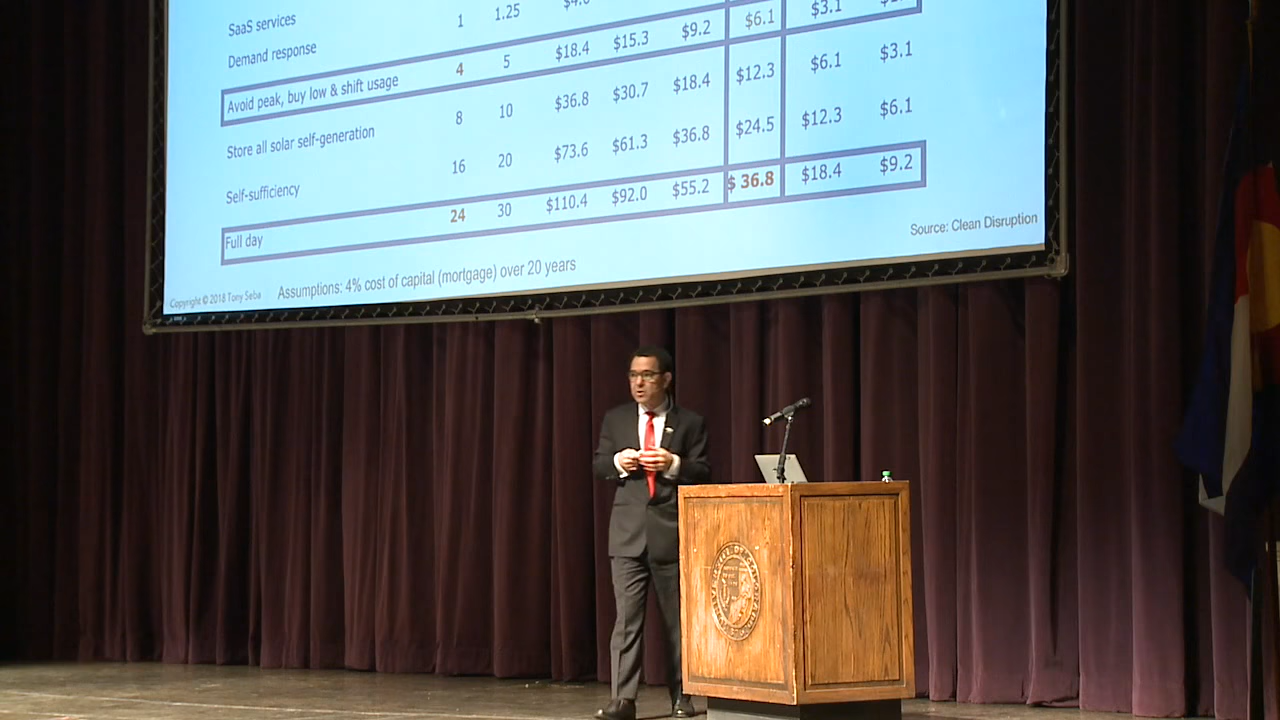 SaaS services 1 1.25
Demand response $9.2 $6.1 $3.1
4 5 $18.4 $15.3
Avoid peak, buy low & shift usage $18.4 $12.3 $6.1 $3.1
8 10 $36.8 $30.7
Store all solar self-generation $36.8 $24.5 $12.3 $6.1
16 20 $73.6 $61.3
Self-sufficiency $55.2 $ 36.8 $18.4 $9.2
24 30 $110.4 $92.0
Full day
Source: Clean Disruption
Assumptions: 4% cost of capital (mortgage) over 20 years
Copyright © 2018 Tony Seba